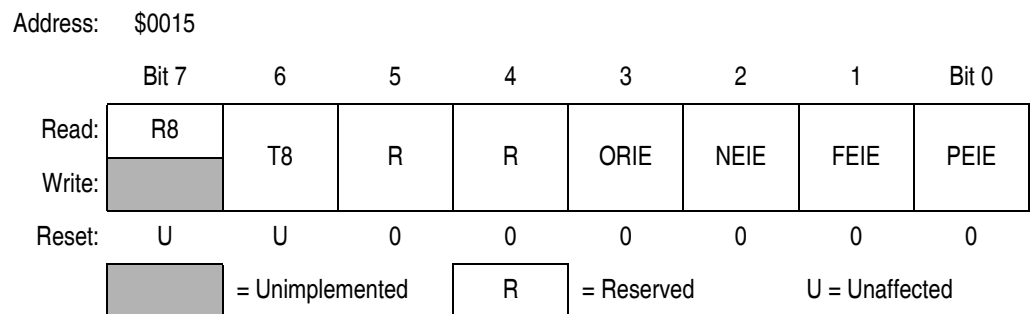 Address: $0015
Bit 7 6 5 4 3 2 1 Bit 0
Read: R8 T8 R R ORIE NEIE FEIE PEIE
Write:
Reset: U U 0 0 0 0 0 0
= Unimplemented R = Reserved U = Unaffected